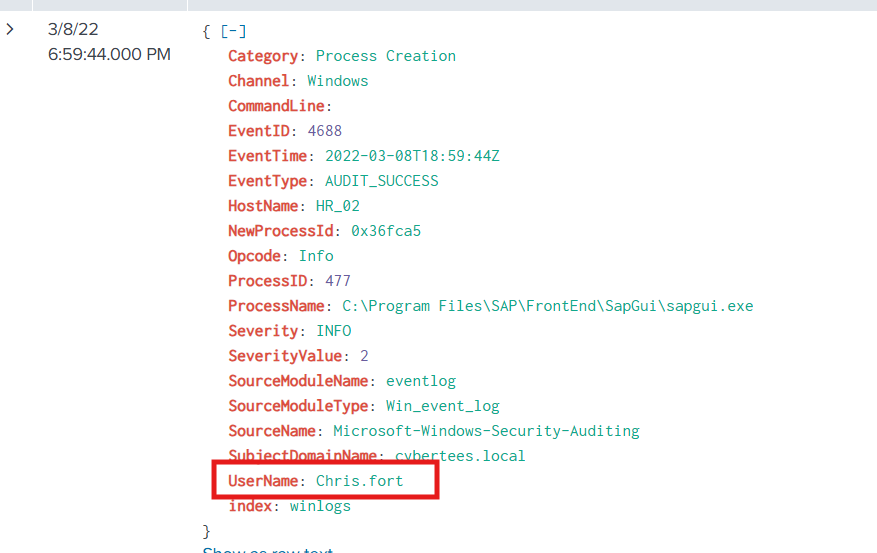 3/8/22
6:59:44.000 PM
{ [-]
Category: Process Creation
Channel: Windows
CommandLine:
EventID: 4688
EventTime: 2022-03-08T18:59:44Z
EventType: AUDIT_SUCCESS
HostName: HR_02
NewProcessId: 0x36fca5
Opcode: Info
ProcessID: 477
ProcessName: C:\Program Files\SAP\FrontEnd\SapGui\sapgui.exe
Severity: INFO
SeverityValue: 2
SourceModuleName: eventlog
SourceModuleType: Win_event_log
SourceName: Microsoft-Windows-Security-Auditing
SubjectDomainName: cybertees.local
UserName: Chris.fort
index: winlogs
}
Show as raw text